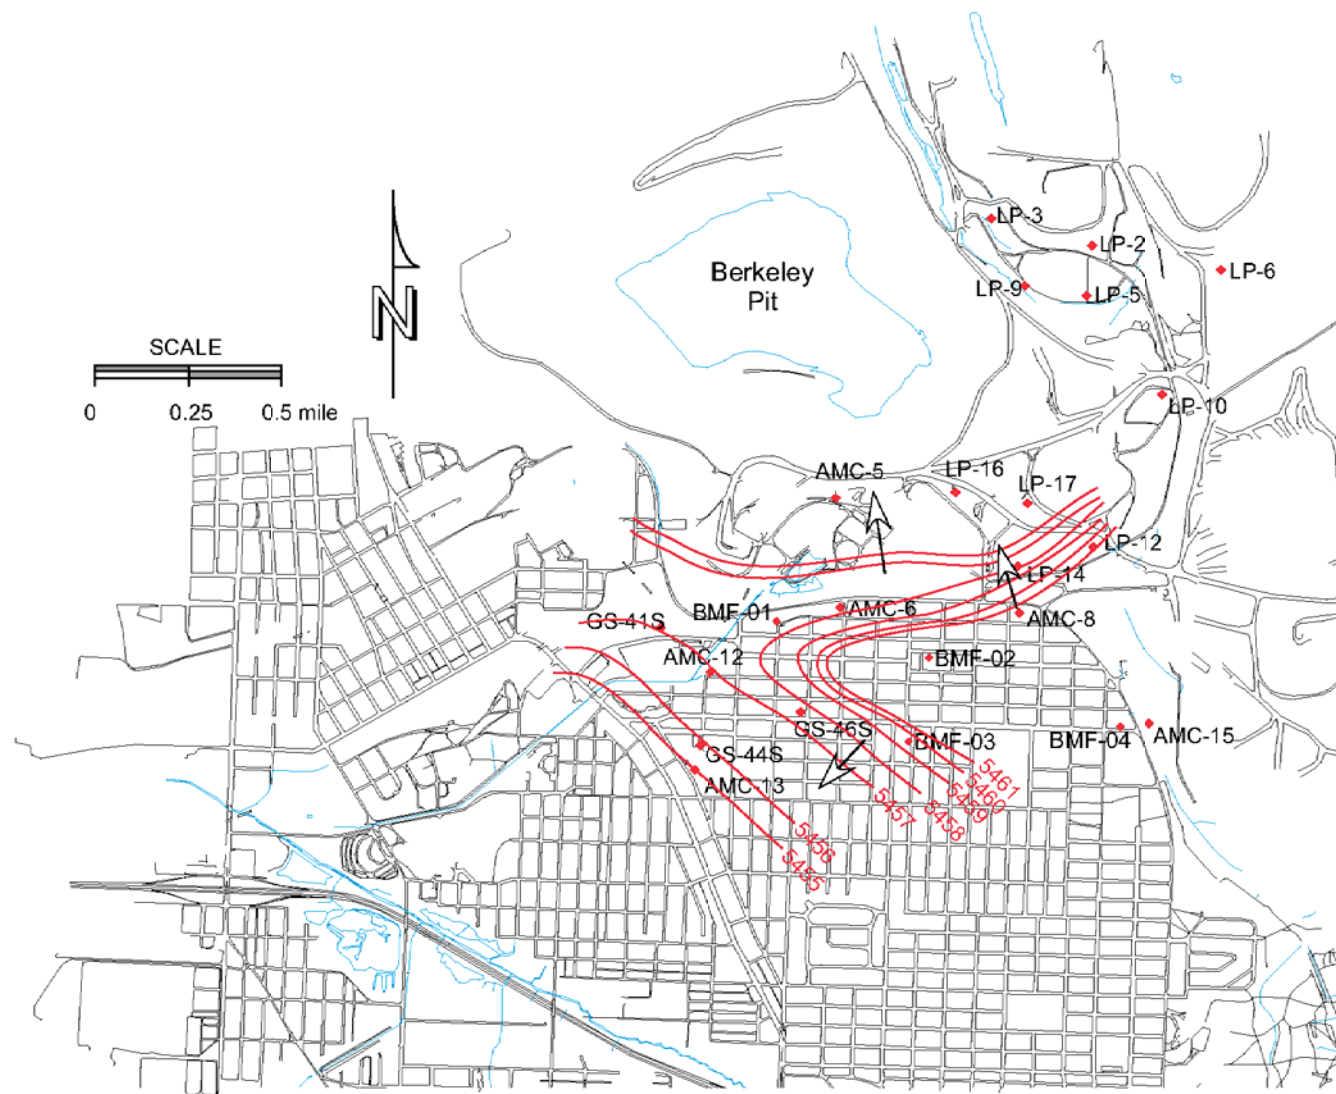 LP-3
LP-2
LP-6
Berkeley
Pit
LP-9
LP-5
N
SCALE
0 0.25 0.5 mile
LP-10
AMC-5
LP-16
LP-17
LP-12
LP-14
BMF-01
AMC-6
AMC-8
GS-41S
AMC-12
BMF-02
GS-46S
BMF-03
BMF-04
AMC-15
GS-44S
AMC-13
5461
5460
5459
5458
5457
5456
5455